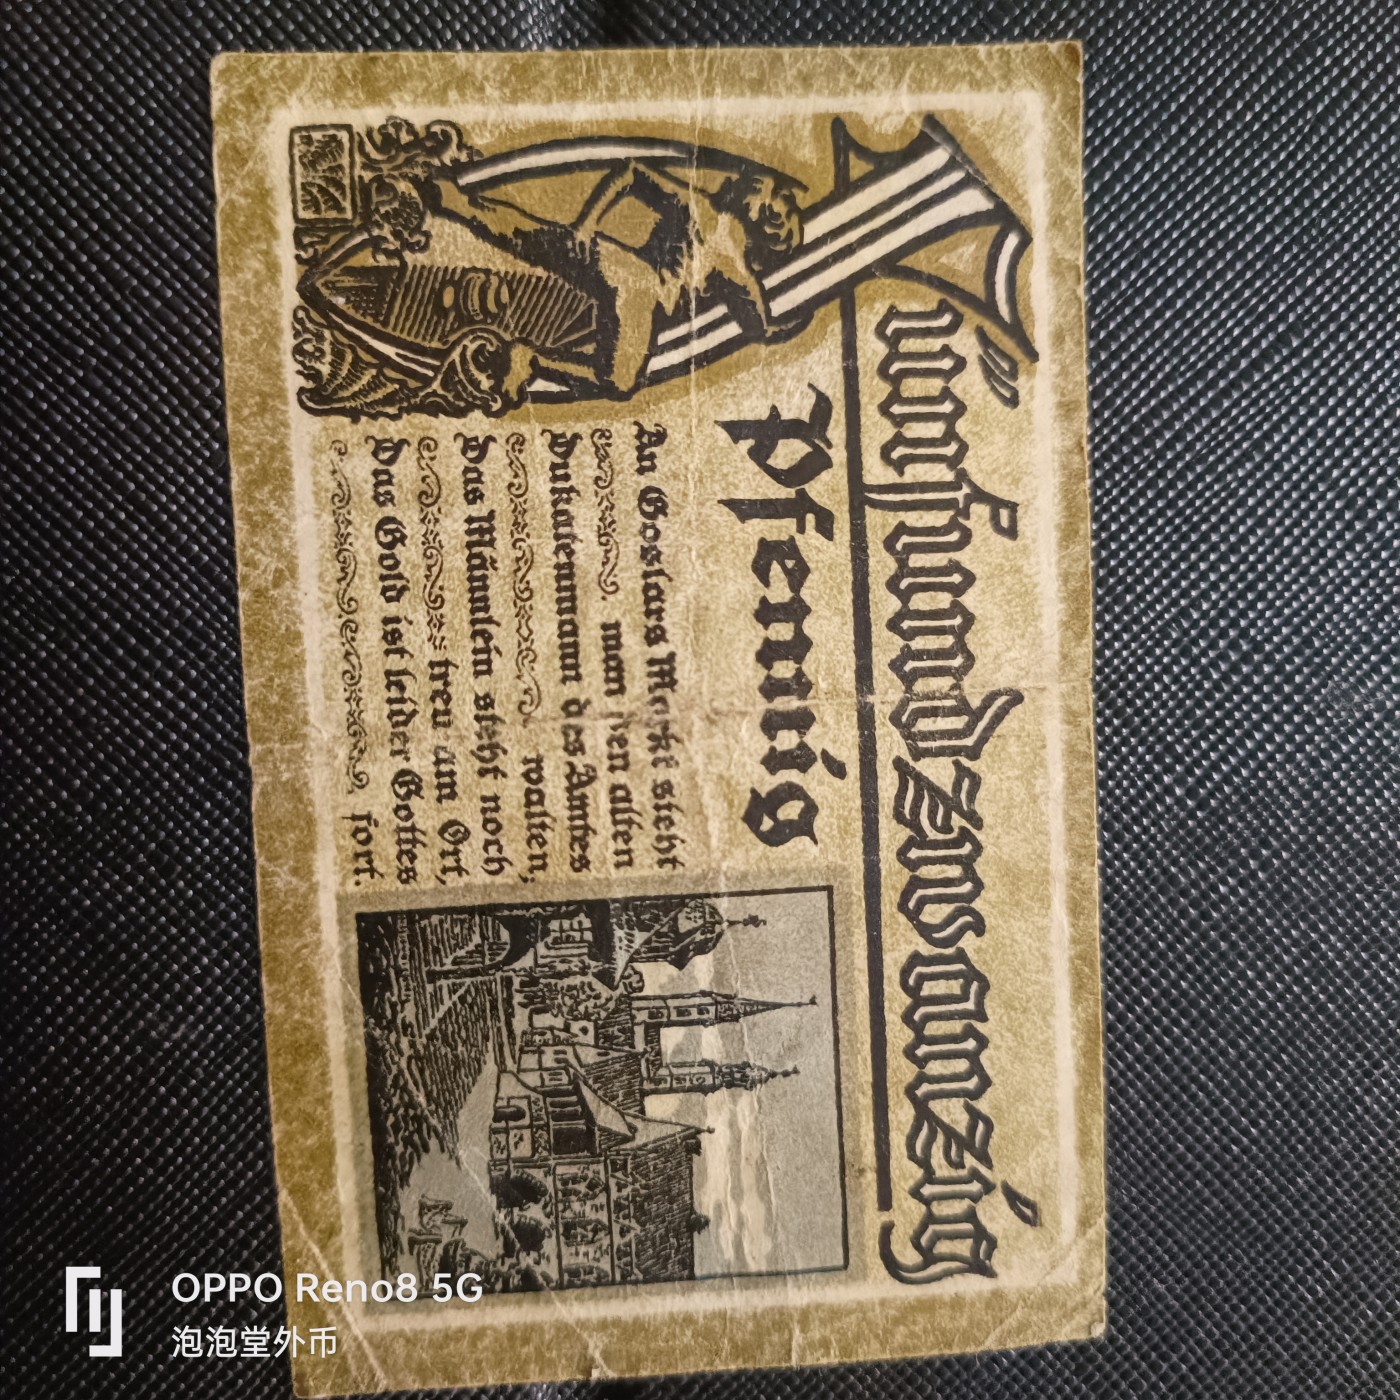 Fünfundzwanzig
Pfennig
An Goslars Markt sieht
man den alten
Dukatenmann des Amtes
walten,
Das Männlein steht noch
treu am Ort,
Das Gold ist leider Gottes
fort.
OPPO Reno8 5G
泡泡堂外币